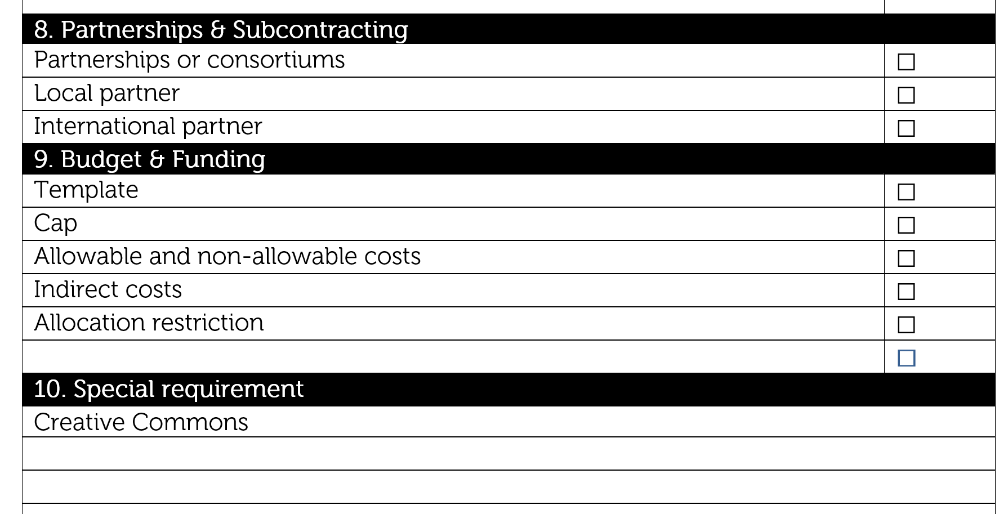 8. Partnerships & Subcontracting
Partnerships or consortiums ☐
Local partner ☐
International partner ☐
9. Budget & Funding
Template ☐
Cap ☐
Allowable and non-allowable costs ☐
Indirect costs ☐
Allocation restriction ☐
☐
10. Special requirement
Creative Commons